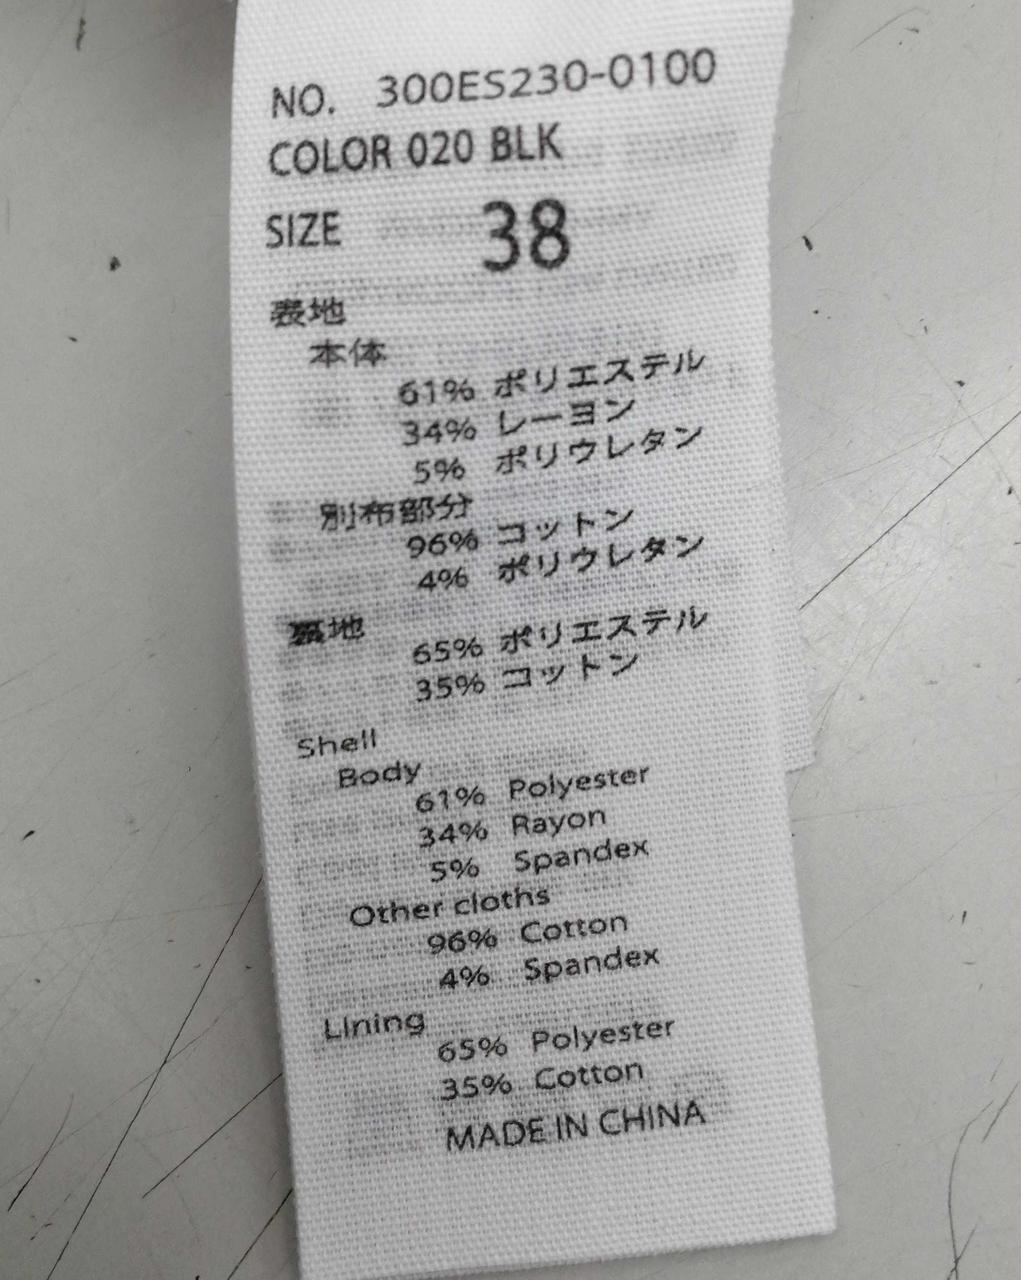 NO. 300ES230-0100
COLOR 020 BLK
SIZE 38
表地
本体
61% ポリエステル
34% レーヨン
5% ポリウレタン
別布部分
96% コットン
4% ポリウレタン
裏地
65% ポリエステル
35% コットン
Shell
Body
61% Polyester
34% Rayon
5% Spandex
Other cloths
96% Cotton
4% Spandex
Lining
65% Polyester
35% Cotton
MADE IN CHINA